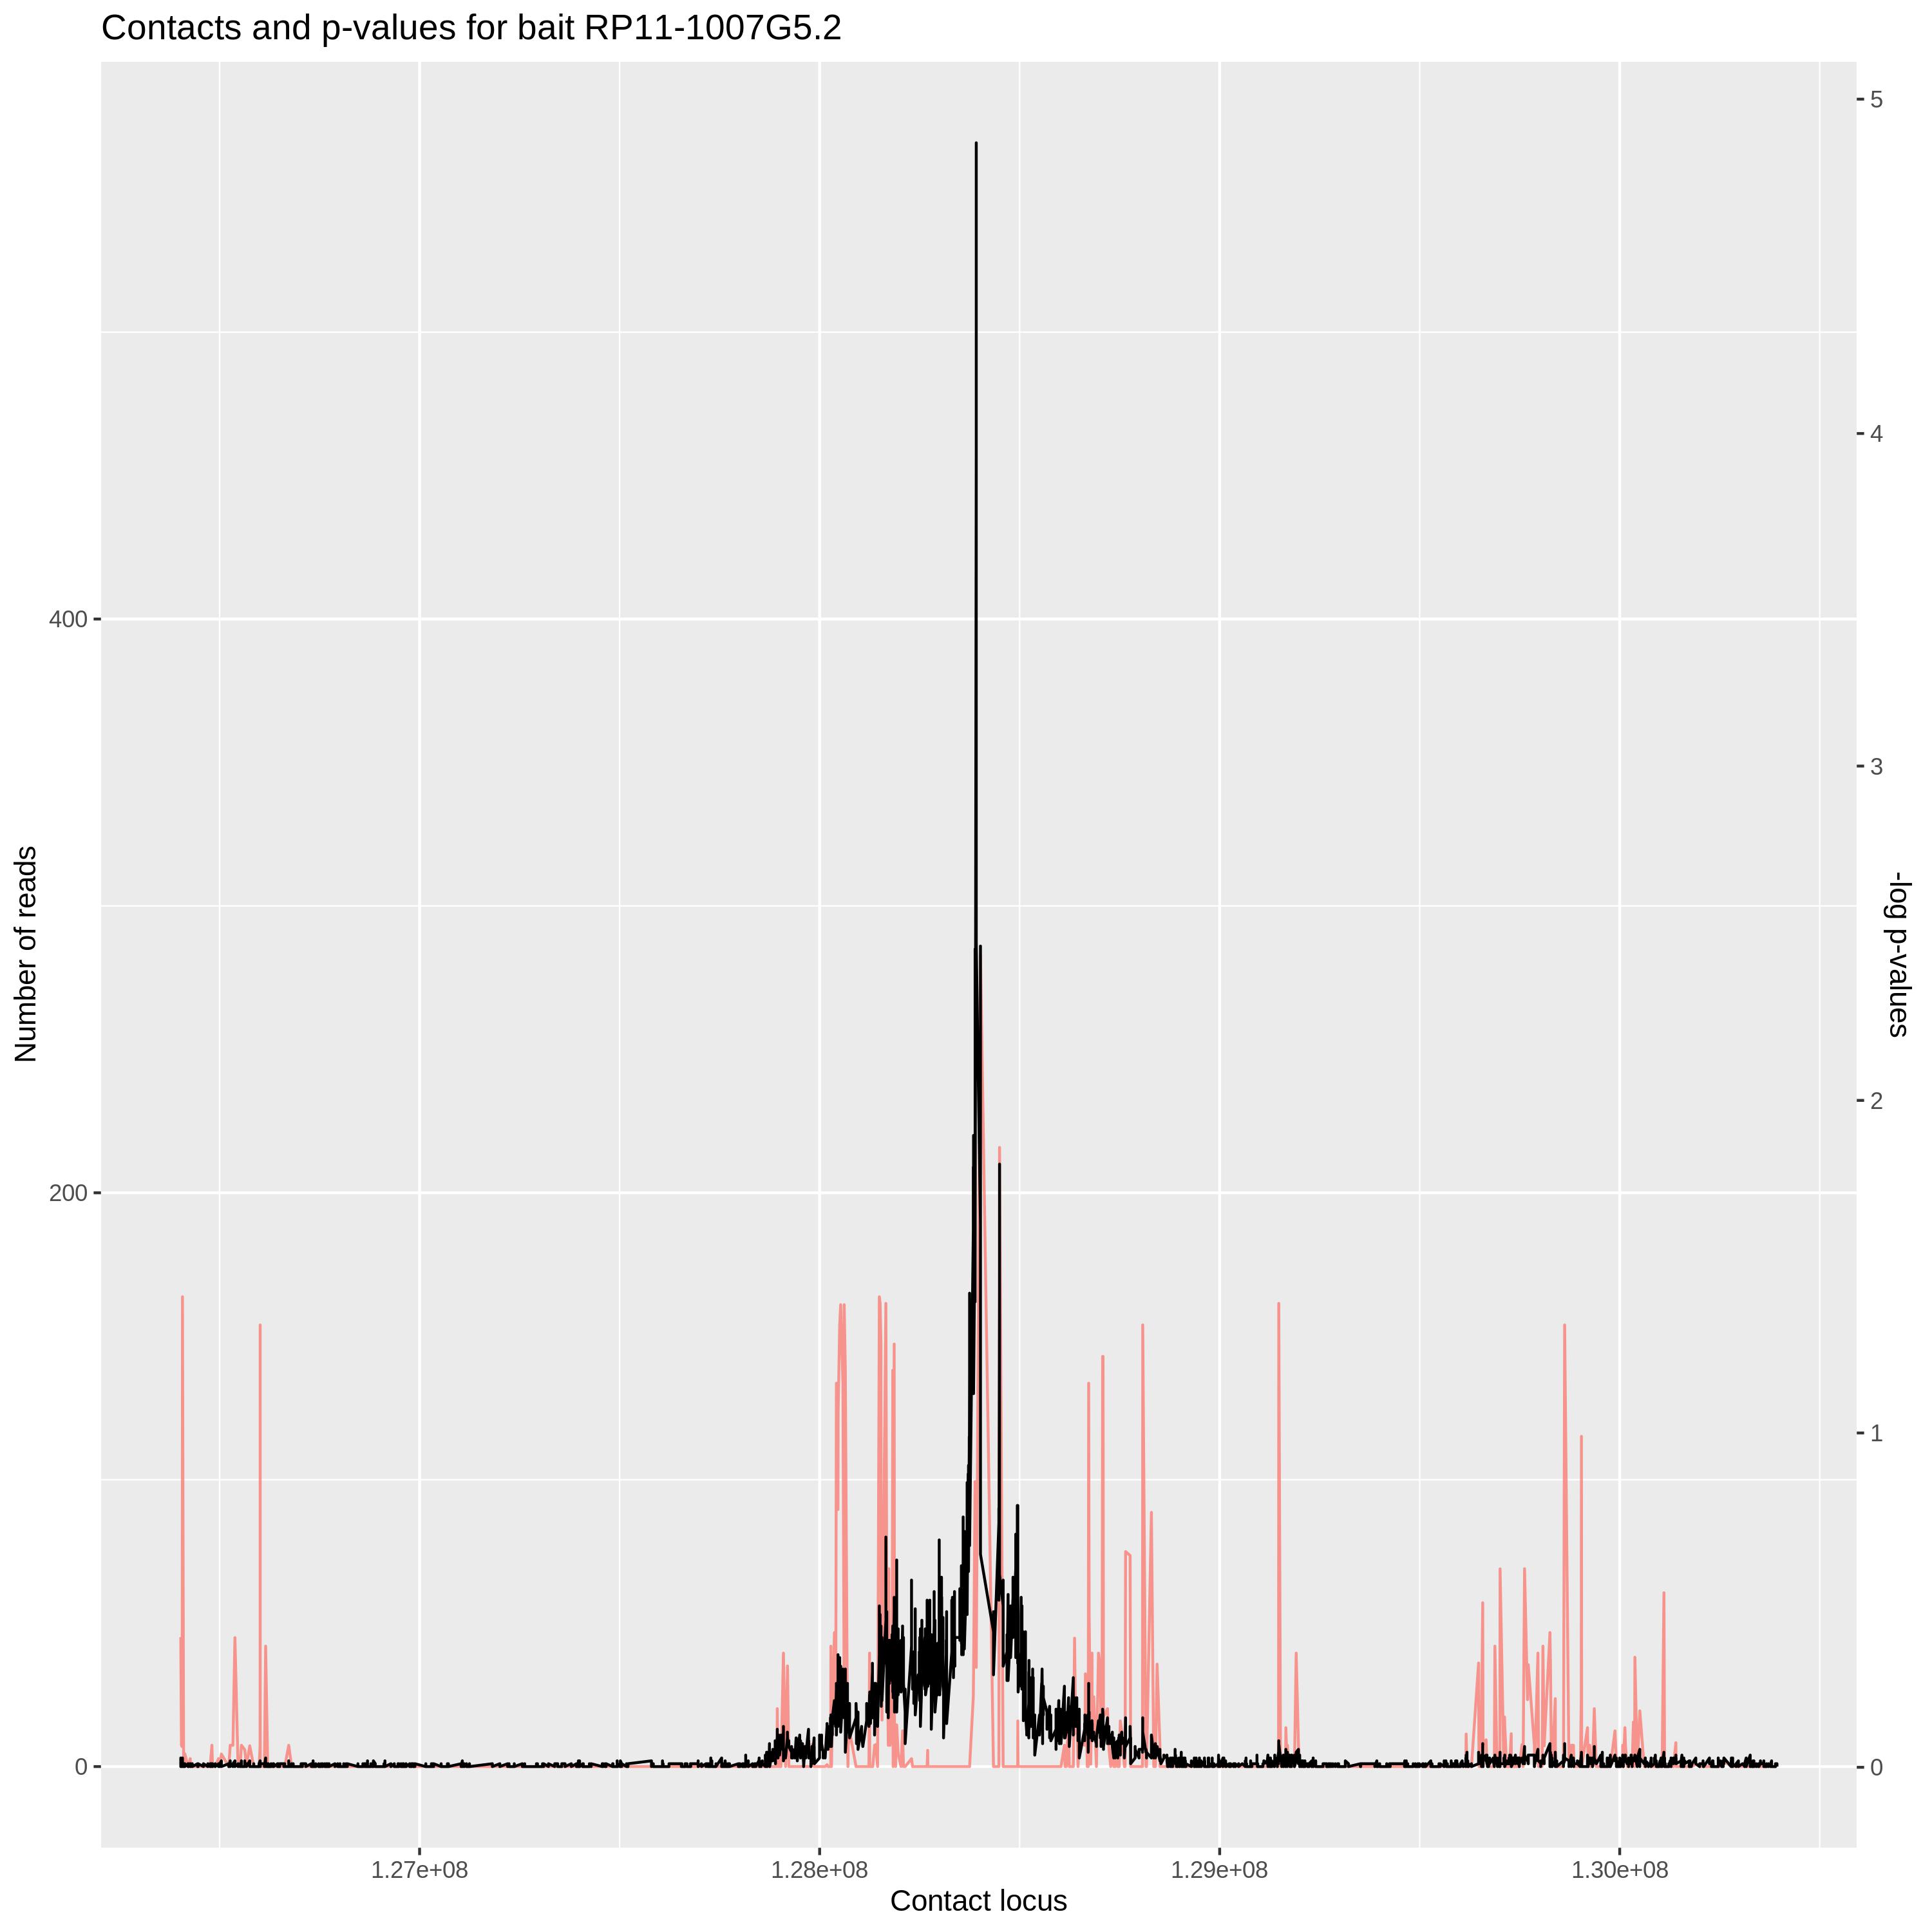 Contacts and p-values for bait RP11-1007G5.2
5
4
400
3
Number of reads
-log p-values
2
200
1
0
0
1.27e+08
1.28e+08
1.29e+08
1.30e+08
Contact locus